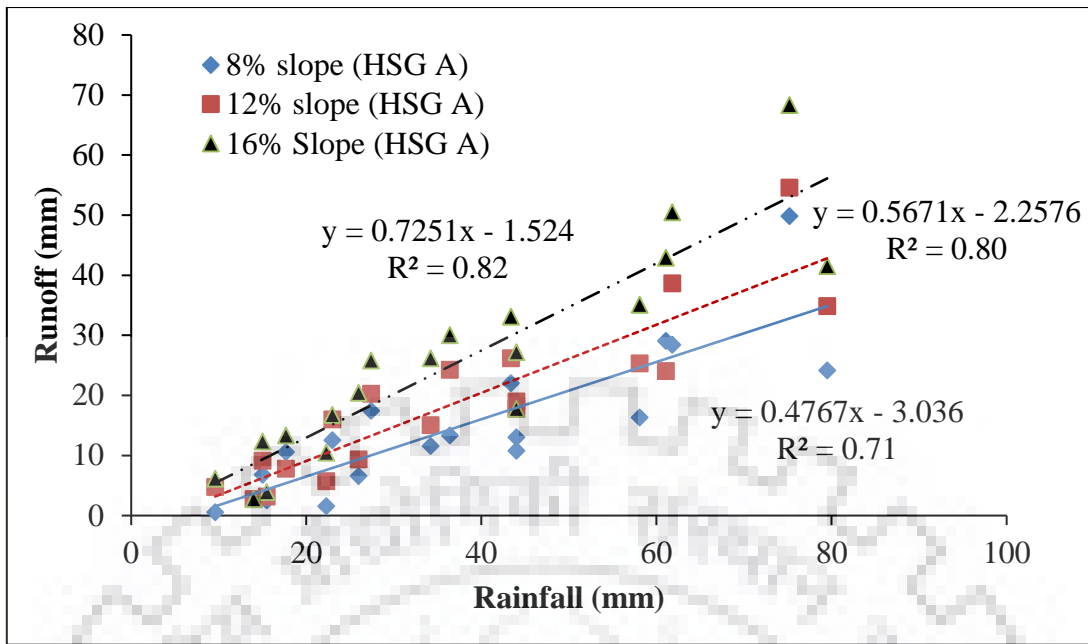 80
70
60
50
40
30
20
10
0
Runoff (mm)
8% slope (HSG A)
12% slope (HSG A)
16% Slope (HSG A)
y = 0.7251x - 1.524
R² = 0.82
y = 0.5671x - 2.2576
R² = 0.80
y = 0.4767x - 3.036
R² = 0.71
0 20 40 60 80 100
Rainfall (mm)